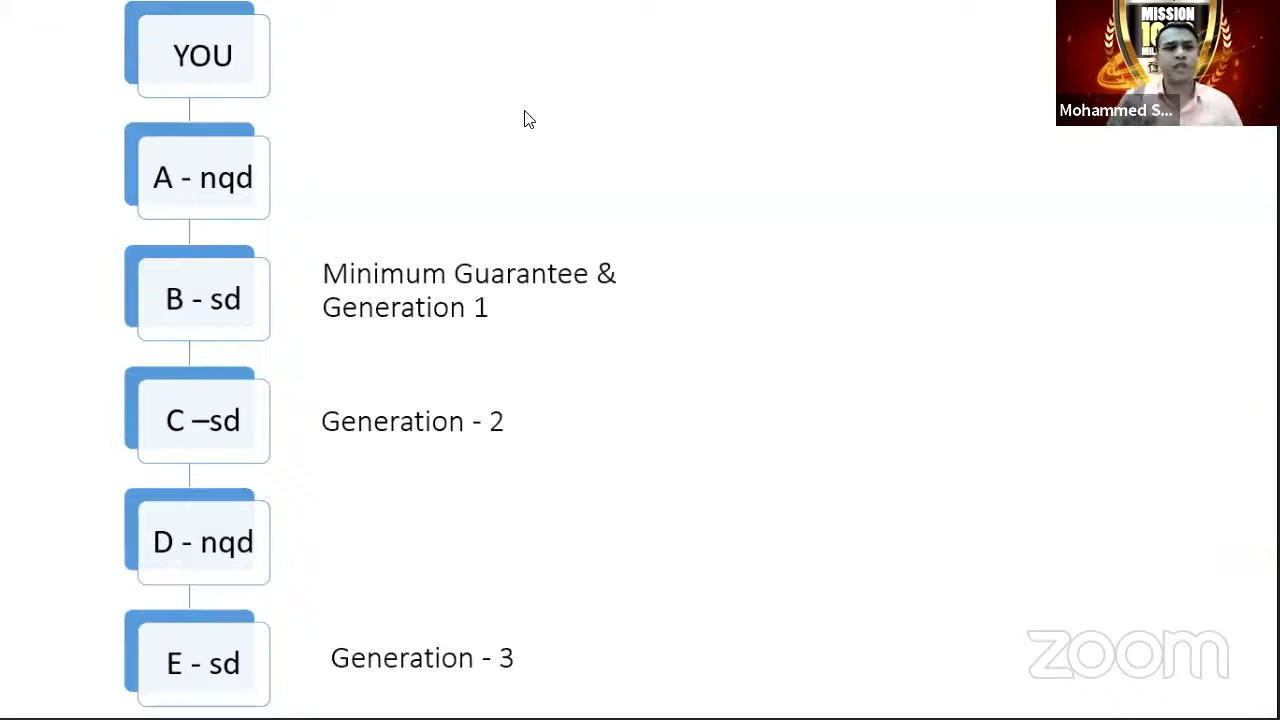 YOU
A - nqd
B - sd
Minimum Guarantee &
Generation 1
C –sd
Generation - 2
D - nqd
E - sd
Generation - 3
MISSION
Mohammed S...
zoom